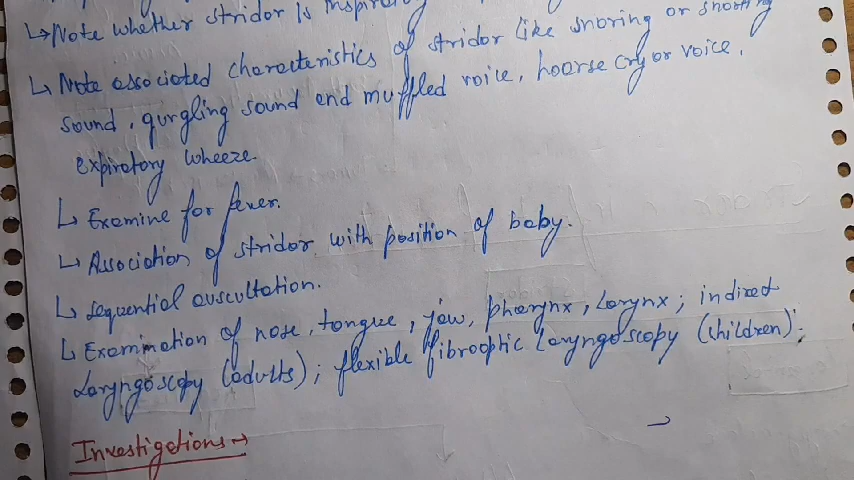 ↳Note whether stridor is inspiratory
↳ Note associated characteristics of stridor like snoring or snorting
sound, gurgling sound and muffled voice, hoarse cry or voice,
expiratory wheeze.
↳ Examine for fever.
↳ Association of stridor with position of baby.
↳ Sequential auscultation.
↳ Examination of nose, tongue, jaw, pharynx, Larynx; indirect
Laryngoscopy (adults); flexible fibrooptic Laryngoscopy (children);
→
Investigations →